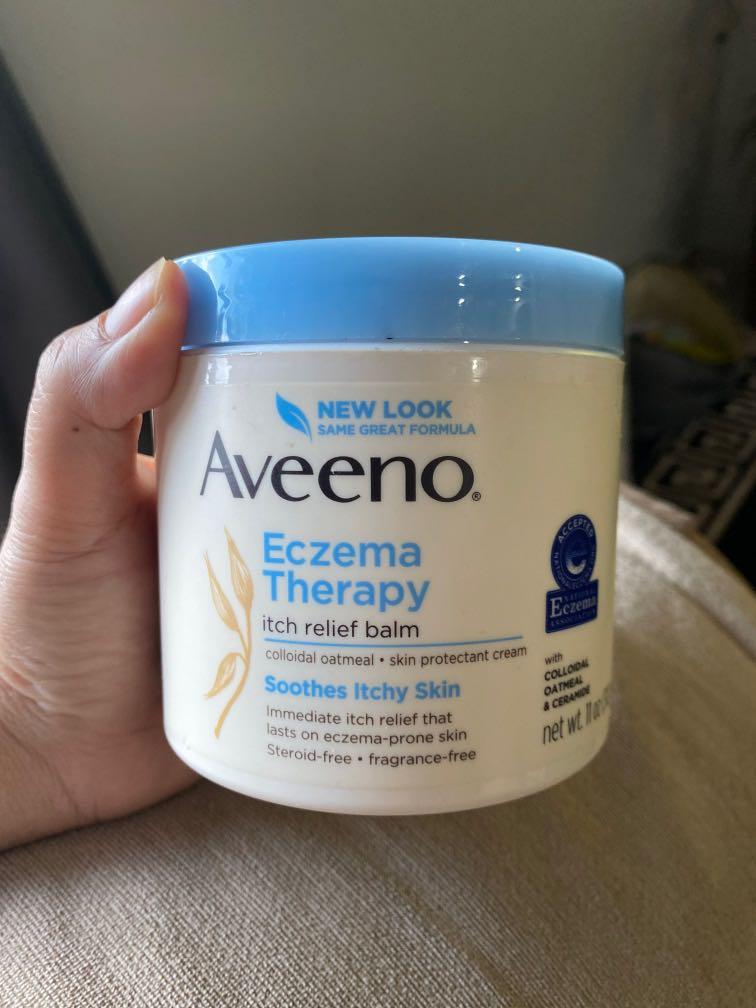 NEW LOOK
SAME GREAT FORMULA
Aveeno®
Eczema
Therapy
itch relief balm
colloidal oatmeal • skin protectant cream
Soothes Itchy Skin
Immediate itch relief that
lasts on eczema-prone skin
Steroid-free • fragrance-free
ACCEPTED
NATIONAL
Eczema
ASSOCIATION
with
COLLOIDAL
OATMEAL
& CERAMIDE
net wt. 11 oz